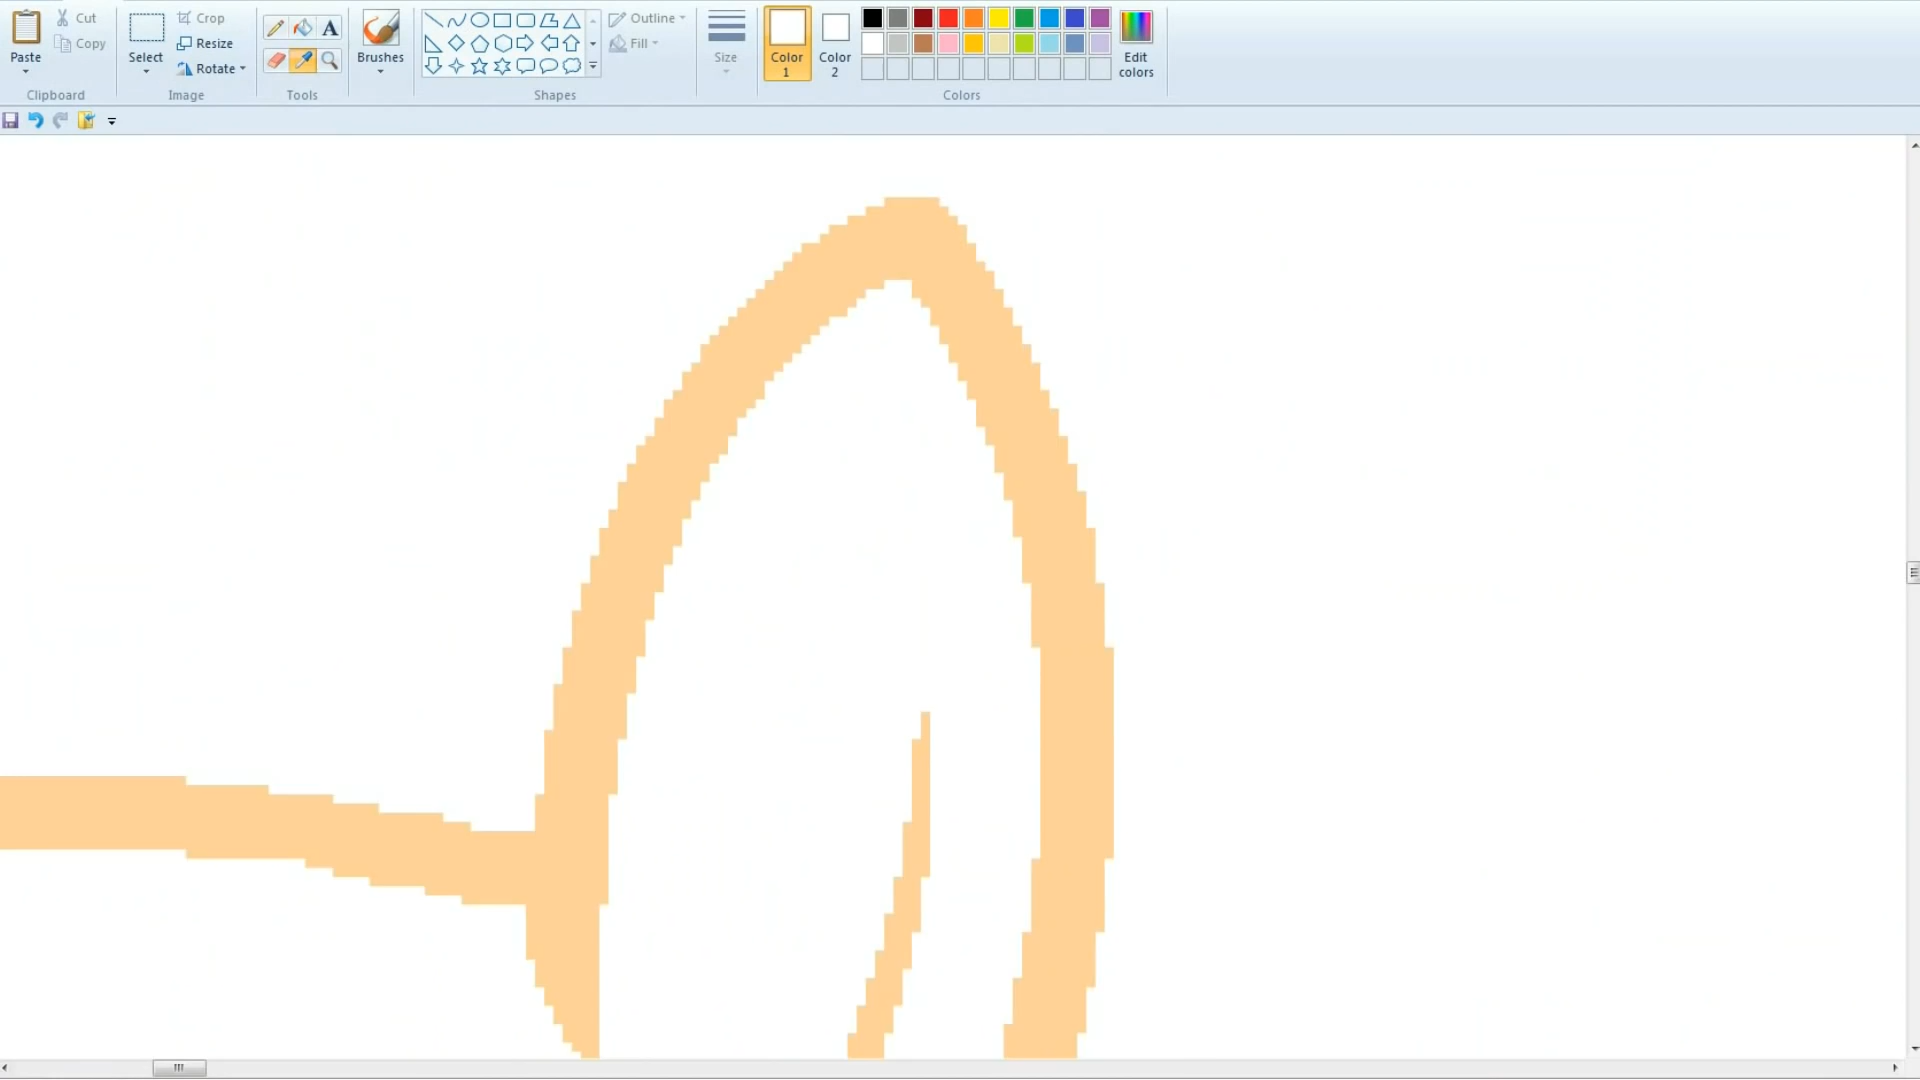 Paste
Cut
Copy
Clipboard
Select
Crop
Resize
Rotate
Image
A
Tools
Brushes
Shapes
Outline
Fill
Size
Color
1
Color
2
Edit
colors
Colors